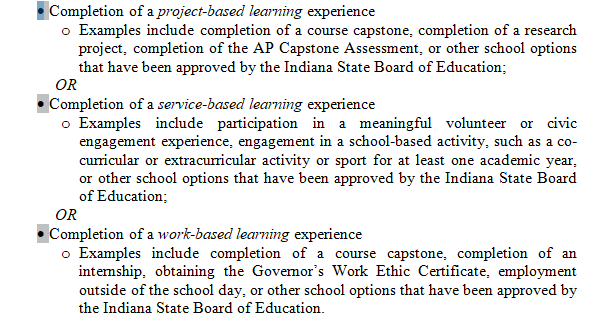 • Completion of a project-based learning experience
o Examples include completion of a course capstone, completion of a research
project, completion of the AP Capstone Assessment, or other school options
that have been approved by the Indiana State Board of Education;
OR
• Completion of a service-based learning experience
o Examples include participation in a meaningful volunteer or civic
engagement experience, engagement in a school-based activity, such as a co-
curricular or extracurricular activity or sport for at least one academic year,
or other school options that have been approved by the Indiana State Board
of Education;
OR
• Completion of a work-based learning experience
o Examples include completion of a course capstone, completion of an
internship, obtaining the Governor’s Work Ethic Certificate, employment
outside of the school day, or other school options that have been approved by
the Indiana State Board of Education.